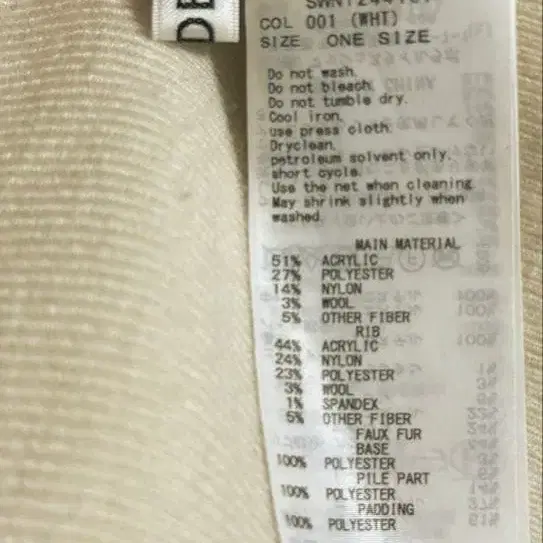 DE
COL 001 (WHT)
SIZE ONE SIZE
Do not wash.
Do not bleach.
Do not tumble dry.
Cool iron.
use press cloth.
Dryclean.
petroleum solvent only.
short cycle.
Use the net when cleaning.
May shrink slightly when
washed.
MAIN MATERIAL
51% ACRYLIC
27% POLYESTER
14% NYLON
3% WOOL
5% OTHER FIBER
RIB
44% ACRYLIC
24% NYLON
23% POLYESTER
3% WOOL
1% SPANDEX
5% OTHER FIBER
FAUX FUR
BASE
100% POLYESTER
PILE PART
100% POLYESTER
PADDING
100% POLYESTER